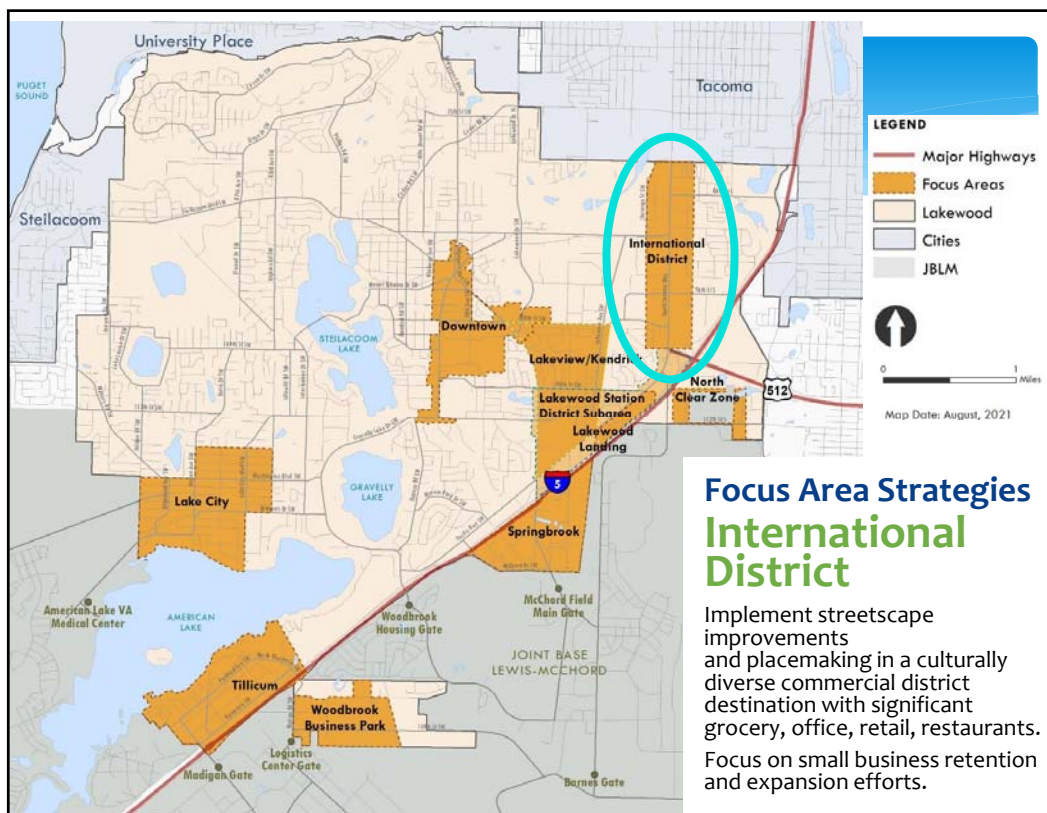 University Place
PUGET
SOUND
Tacoma
Steilacoom
International
District
STEILACOOM
LAKE
Downtown
Lakeview/Kendrick
North
Clear Zone
512
Lakewood Station
District Subarea
Lakewood
Landing
5
GRAVELLY
LAKE
Lake City
Springbrook
American Lake VA
Medical Center
AMERICAN
LAKE
Woodbrook
Housing Gate
McChord Field
Main Gate
JOINT BASE
LEWIS-MCCHORD
Tillicum
Woodbrook
Business Park
Logistics
Center Gate
Madigan Gate
Barnes Gate
LEGEND
Major Highways
Focus Areas
Lakewood
Cities
JBLM
0 1
Miles
Map Date: August, 2021
Focus Area Strategies
International
District
Implement streetscape
improvements
and placemaking in a culturally
diverse commercial district
destination with significant
grocery, office, retail, restaurants.
Focus on small business retention
and expansion efforts.